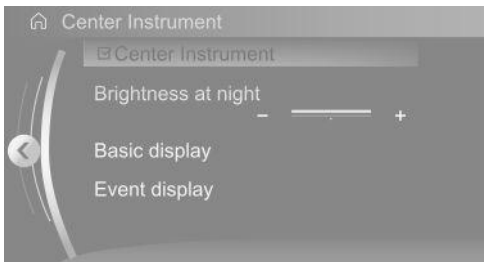 Center Instrument
Center Instrument
Brightness at night
- +
Basic display
Event display